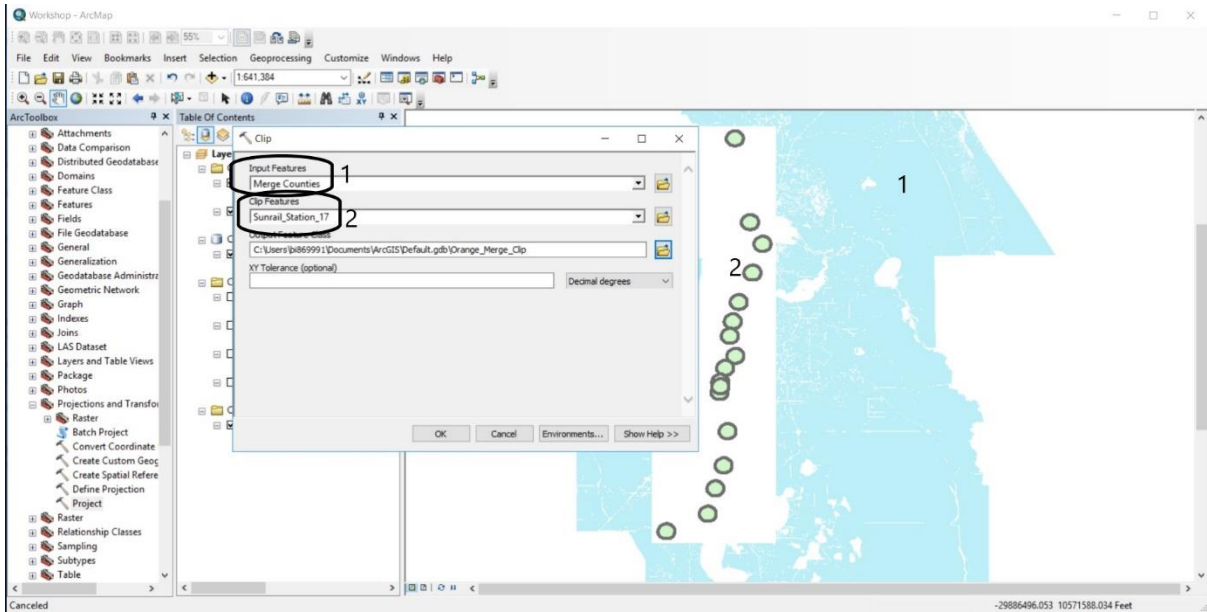 Workshop - ArcMap
55%
File Edit View Bookmarks Insert Selection Geoprocessing Customize Windows Help
1:641,384
ArcToolbox
Attachments
Data Comparison
Distributed Geodatabase
Domains
Feature Class
Features
Fields
File Geodatabase
General
Generalization
Geodatabase Administra
Geometric Network
Graph
Indexes
Joins
LAS Dataset
Layers and Table Views
Package
Photos
Projections and Transfor
Raster
Batch Project
Convert Coordinate
Create Custom Geog
Create Spatial Refere
Define Projection
Project
Raster
Relationship Classes
Sampling
Subtypes
Table
Table Of Contents
Laye
Clip
Input Features
Merge Counties
1
Clip Features
Sunrail_Station_17
2
Output Feature Class
C:\Users\bi869991\Documents\ArcGIS\Default.gdb\Orange_Merge_Clip
XY Tolerance (optional)
Decimal degrees
OK Cancel Environments... Show Help >>
1
2
Canceled
-29886496.053 10571588.034 Feet